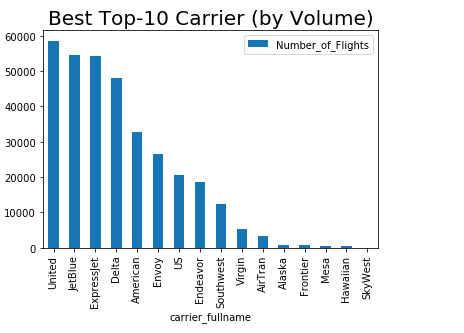 Best Top-10 Carrier (by Volume)
Number_of_Flights
60000
50000
40000
30000
20000
10000
0
United
JetBlue
ExpressJet
Delta
American
Envoy
US
Endeavor
Southwest
Virgin
AirTran
Alaska
Frontier
Mesa
Hawaiian
SkyWest
carrier_fullname